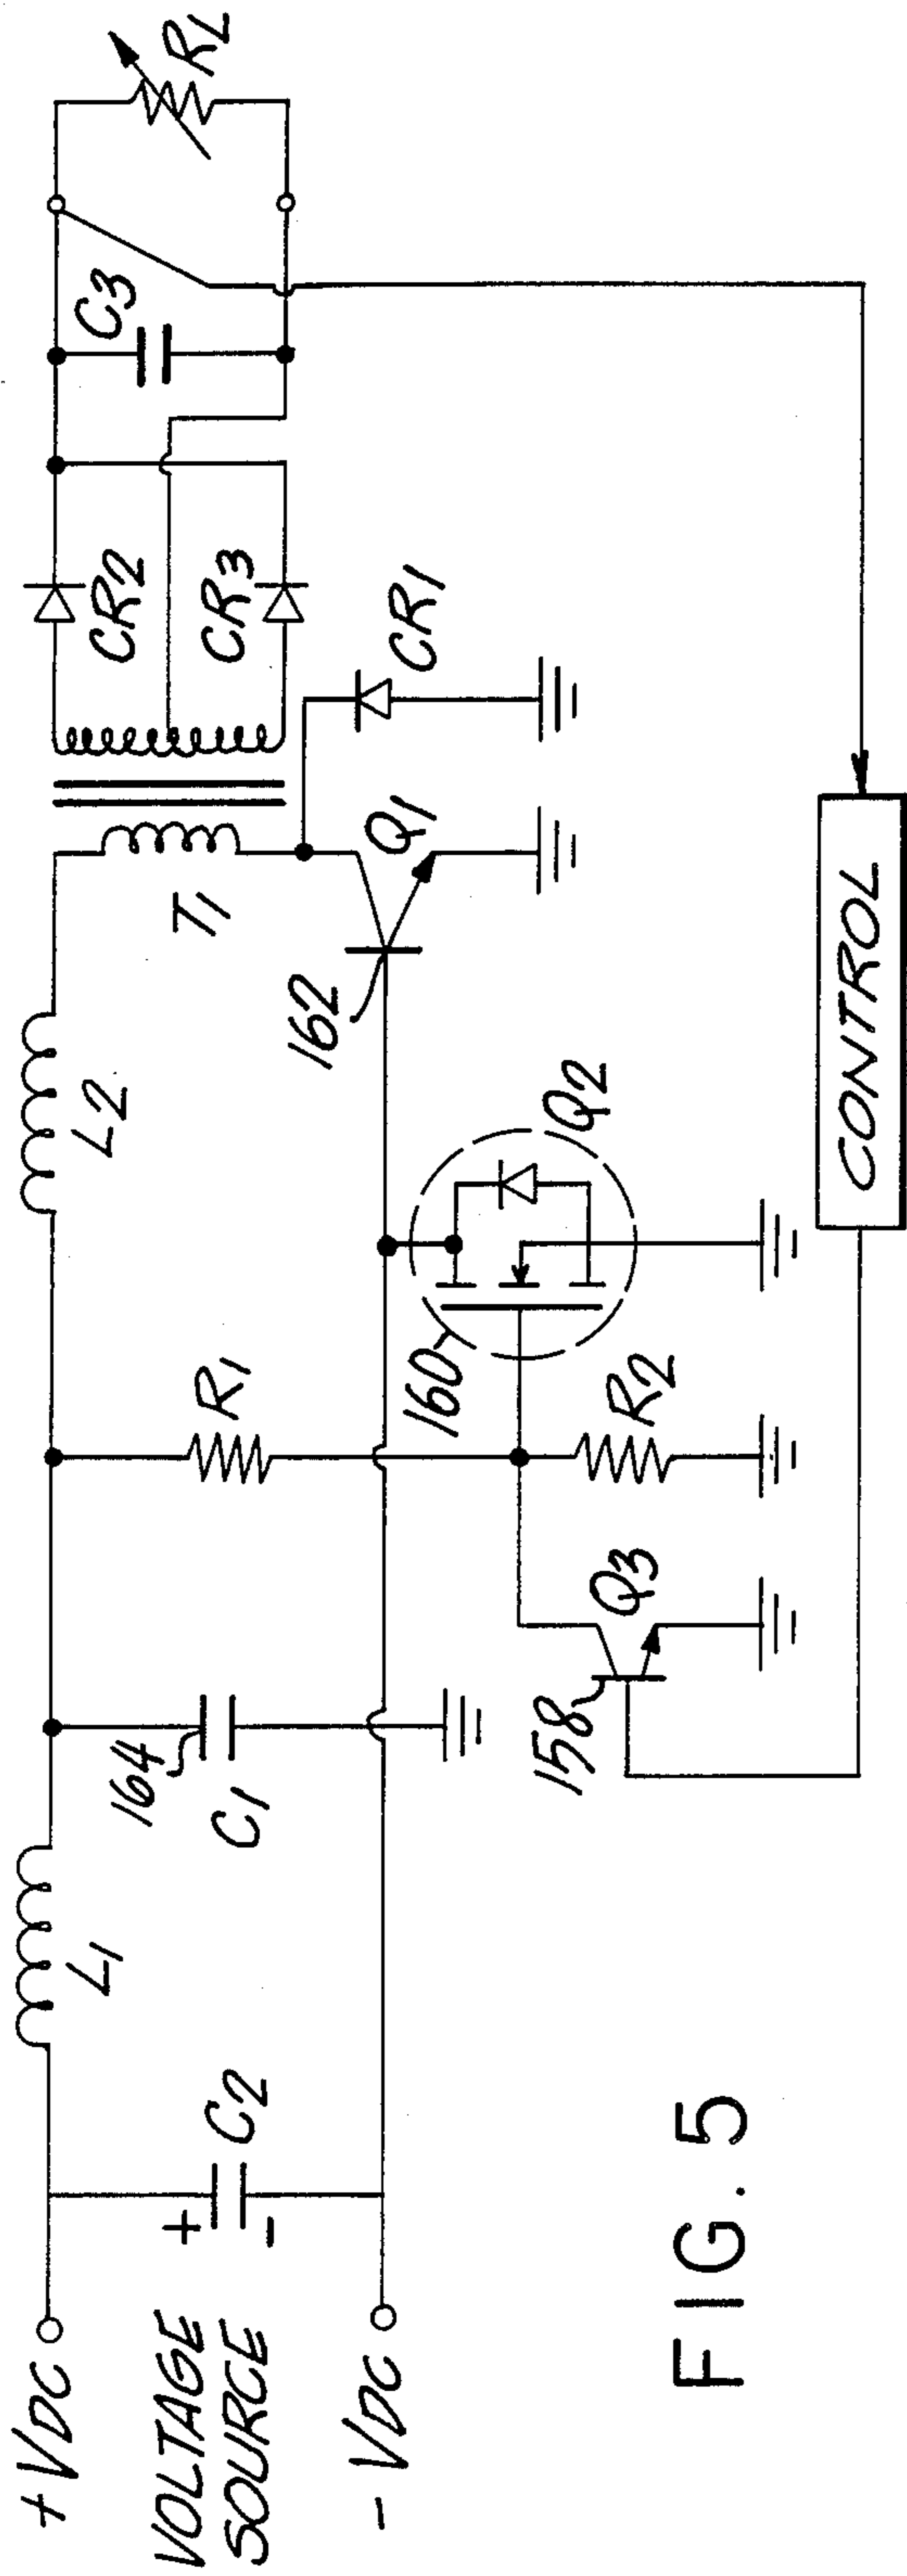 + VDC
VOLTAGE
SOURCE
- VDC
+
-
C2
L1
164
C1
R1
L2
T1
CR2
CR3
C3
RL
CR1
Q1
162
Q2
160
R2
Q3
158
CONTROL
FIG. 5